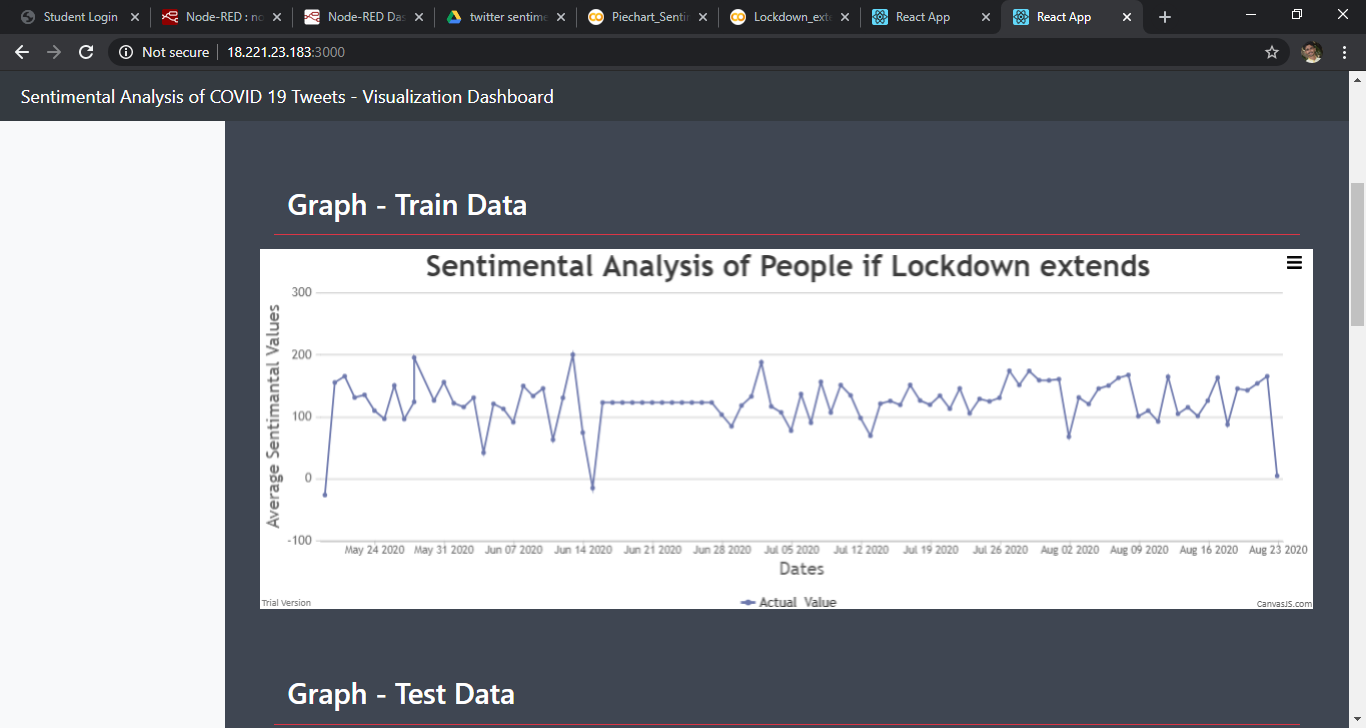 Student Login
Node-RED : no
Node-RED Das
twitter sentime
Piechart_Senti
Lockdown_exte
React App
React App
Not secure
18.221.23.183:3000
Sentimental Analysis of COVID 19 Tweets - Visualization Dashboard
Graph - Train Data
Sentimental Analysis of People if Lockdown extends
Average Sentimantal Values
300
200
100
0
-100
May 24 2020 May 31 2020 Jun 07 2020 Jun 14 2020 Jun 21 2020 Jun 28 2020 Jul 05 2020 Jul 12 2020 Jul 19 2020 Jul 26 2020 Aug 02 2020 Aug 09 2020 Aug 16 2020 Aug 23 2020
Dates
Actual Value
Trial Version
CanvasJS.com
Graph - Test Data